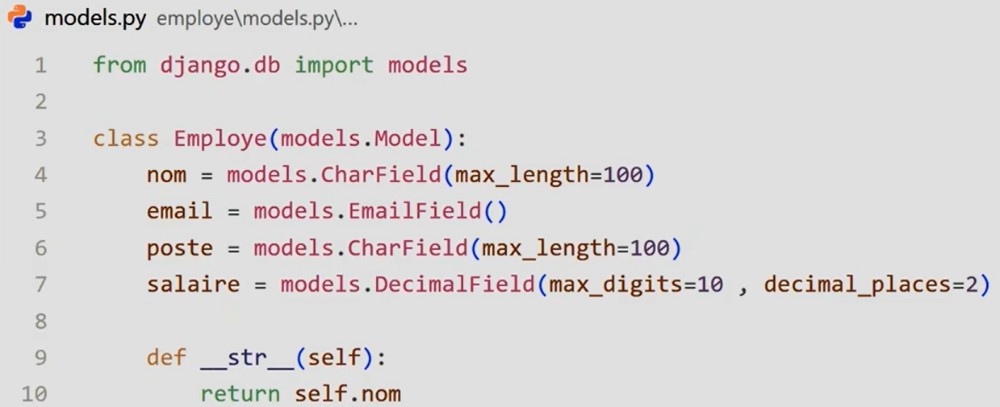 models.py employe\models.py\...
1 from django.db import models
2
3 class Employe(models.Model):
4     nom = models.CharField(max_length=100)
5     email = models.EmailField()
6     poste = models.CharField(max_length=100)
7     salaire = models.DecimalField(max_digits=10 , decimal_places=2)
8
9     def __str__(self):
10         return self.nom